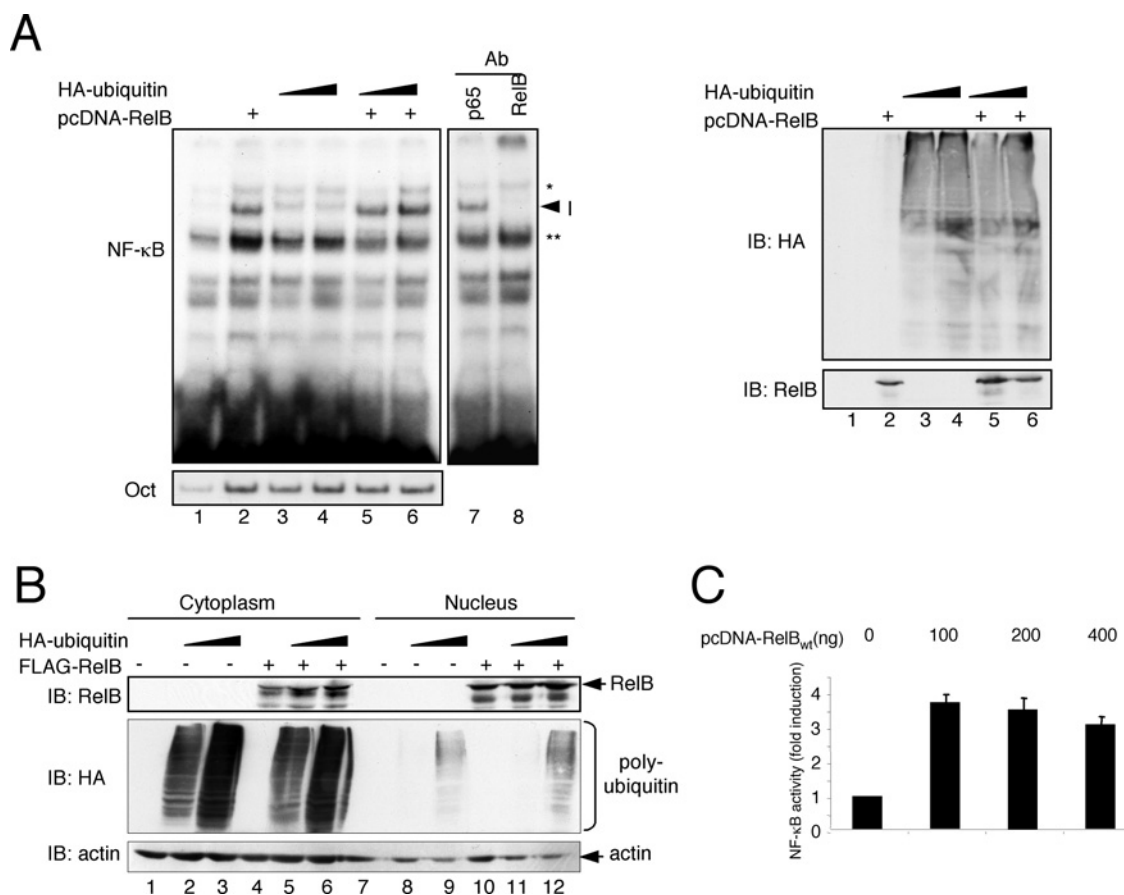 A
HA-ubiquitin
pcDNA-RelB + + +
Ab
p65 RelB
NF-κB
*
I
**
Oct
1 2 3 4 5 6 7 8
HA-ubiquitin
pcDNA-RelB + + +
IB: HA
IB: RelB
1 2 3 4 5 6
B
Cytoplasm Nucleus
HA-ubiquitin
FLAG-RelB - - - + + + - - - + + +
IB: RelB
RelB
IB: HA
poly-
ubiquitin
IB: actin
actin
1 2 3 4 5 6 7 8 9 10 11 12
C
pcDNA-RelBwt(ng) 0 100 200 400
NF-κB activity (fold induction)
4
3
2
1
0